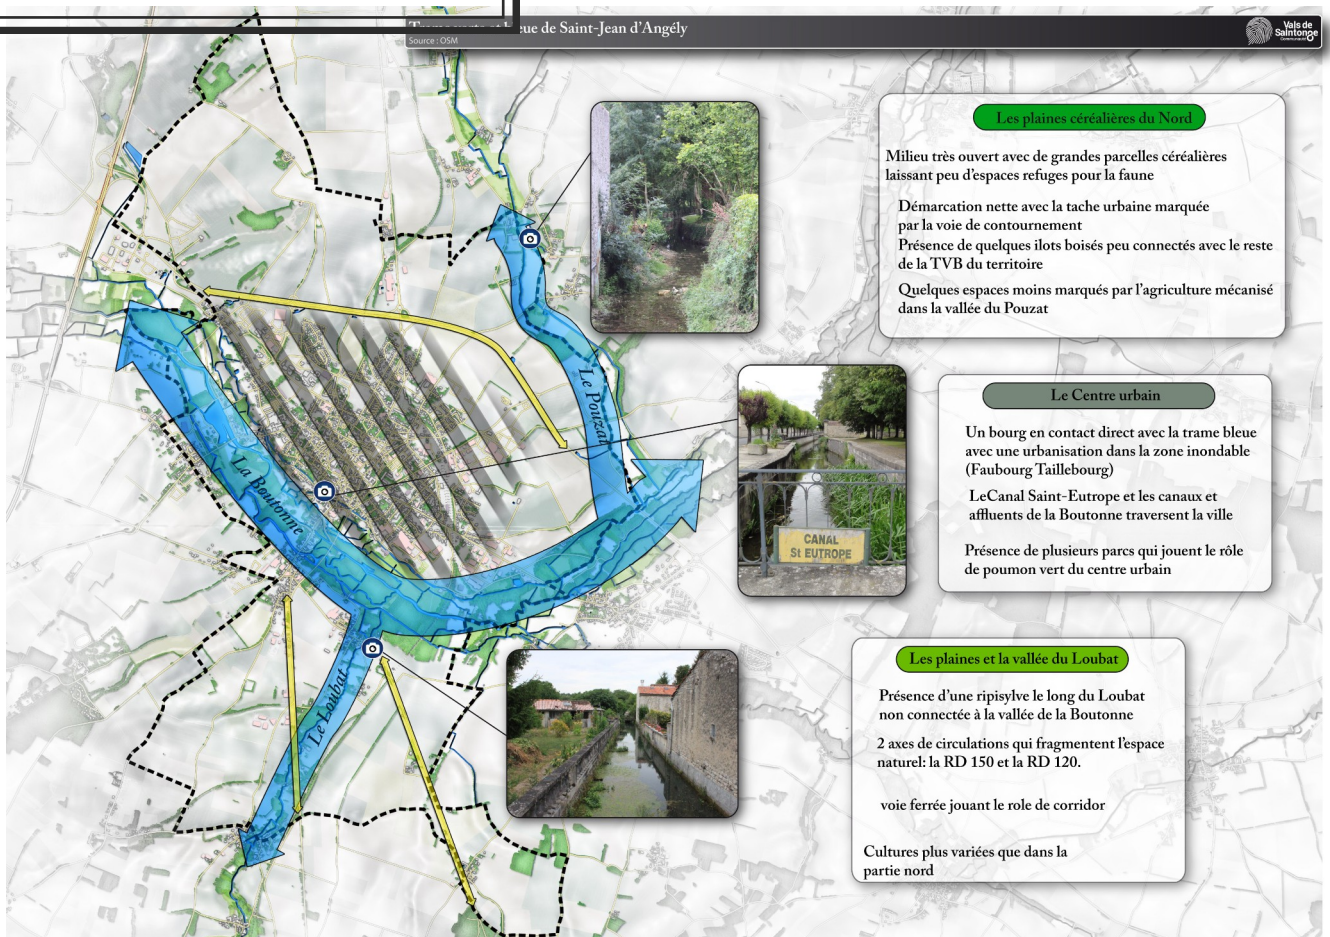 bleue de Saint-Jean d'Angély
Source : OSM
Vals de
Saintonge
Communauté
Les plaines céréalières du Nord
Milieu très ouvert avec de grandes parcelles céréalières
laissant peu d'espaces refuges pour la faune
Démarcation nette avec la tache urbaine marquée
par la voie de contournement
Présence de quelques ilots boisés peu connectés avec le reste
de la TVB du territoire
Quelques espaces moins marqués par l'agriculture mécanisé
dans la vallée du Pouzat
Le Pouzat
La Boutonne
Le Loubat
CANAL
St EUTROPE
Le Centre urbain
Un bourg en contact direct avec la trame bleue
avec une urbanisation dans la zone inondable
(Faubourg Taillebourg)
LeCanal Saint-Eutrope et les canaux et
affluents de la Boutonne traversent la ville
Présence de plusieurs parcs qui jouent le rôle
de poumon vert du centre urbain
Les plaines et la vallée du Loubat
Présence d'une ripisylve le long du Loubat
non connectée à la vallée de la Boutonne
2 axes de circulations qui fragmentent l'espace
naturel: la RD 150 et la RD 120.
voie ferrée jouant le role de corridor
Cultures plus variées que dans la
partie nord